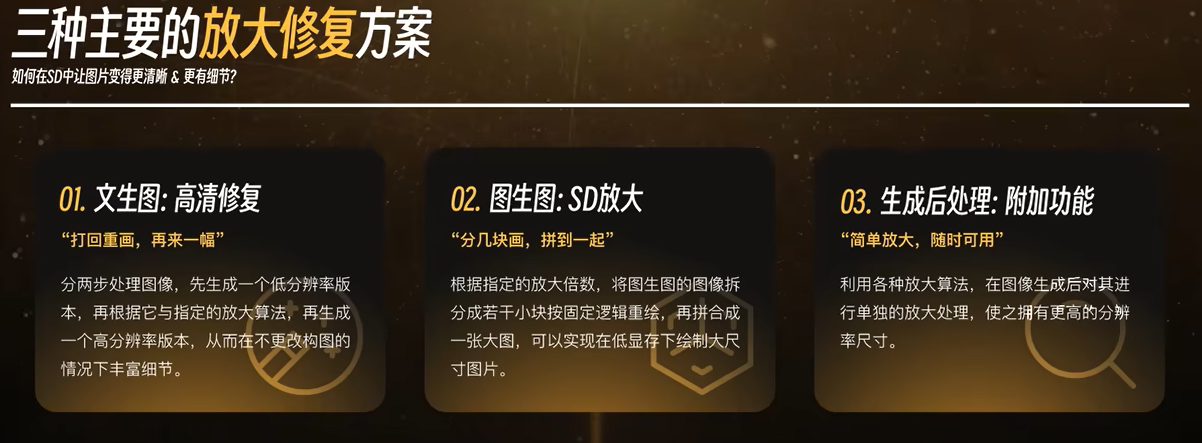 三种主要的放大修复方案
如何在SD中让图片变得更清晰 & 更有细节?
01. 文生图: 高清修复
“打回重画，再来一幅”
分两步处理图像，先生成一个低分辨率版
本，再根据它与指定的放大算法，再生成
一个高分辨率版本，从而在不更改构图的
情况下丰富细节。
02. 图生图: SD放大
“分几块画，拼到一起”
根据指定的放大倍数，将图生图的图像拆
分成若干小块按固定逻辑重绘，再拼合成
一张大图，可以实现在低显存下绘制大尺
寸图片。
03. 生成后处理: 附加功能
“简单放大，随时可用”
利用各种放大算法，在图像生成后对其进
行单独的放大处理，使之拥有更高的分辨
率尺寸。